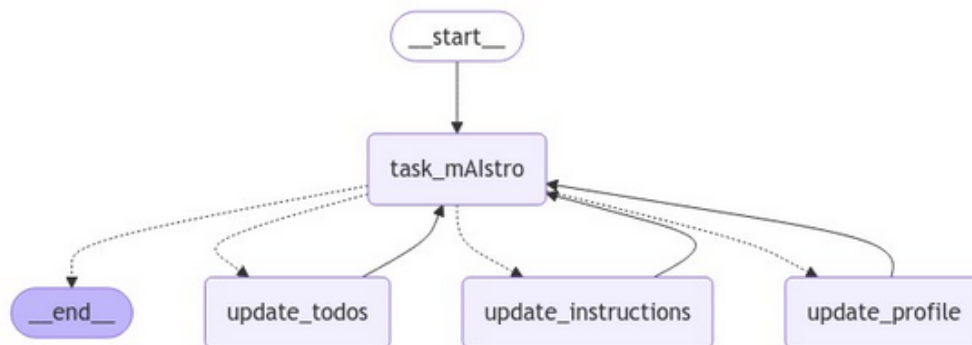 __start__
task_mAIstro
__end__
update_todos
update_instructions
update_profile